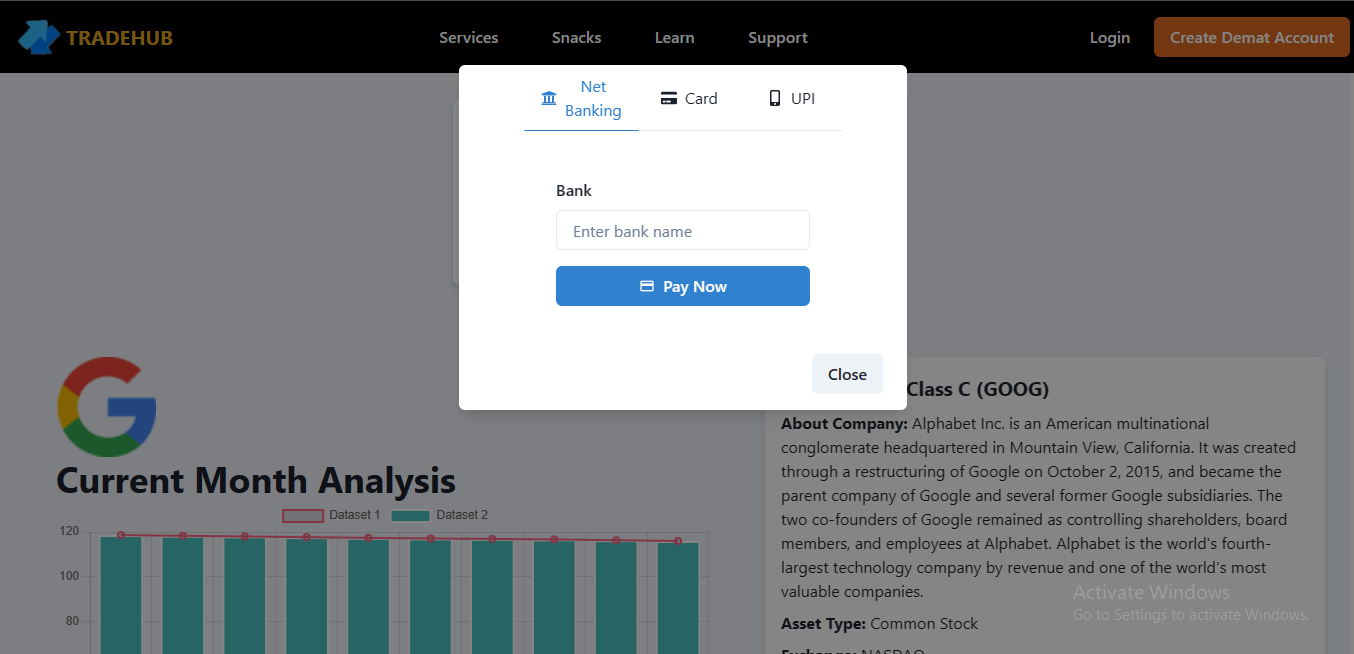 TRADEHUB
Services
Snacks
Learn
Support
Login
Create Demat Account
Net
Banking
Card
UPI
Bank
Enter bank name
Pay Now
Close
Current Month Analysis
Dataset 1
Dataset 2
120
100
80
Class C (GOOG)
About Company: Alphabet Inc. is an American multinational
conglomerate headquartered in Mountain View, California. It was created
through a restructuring of Google on October 2, 2015, and became the
parent company of Google and several former Google subsidiaries. The
two co-founders of Google remained as controlling shareholders, board
members, and employees at Alphabet. Alphabet is the world's fourth-
largest technology company by revenue and one of the world's most
valuable companies.
Asset Type: Common Stock
Exchange: NASDAQ
Activate Windows
Go to Settings to activate Windows.